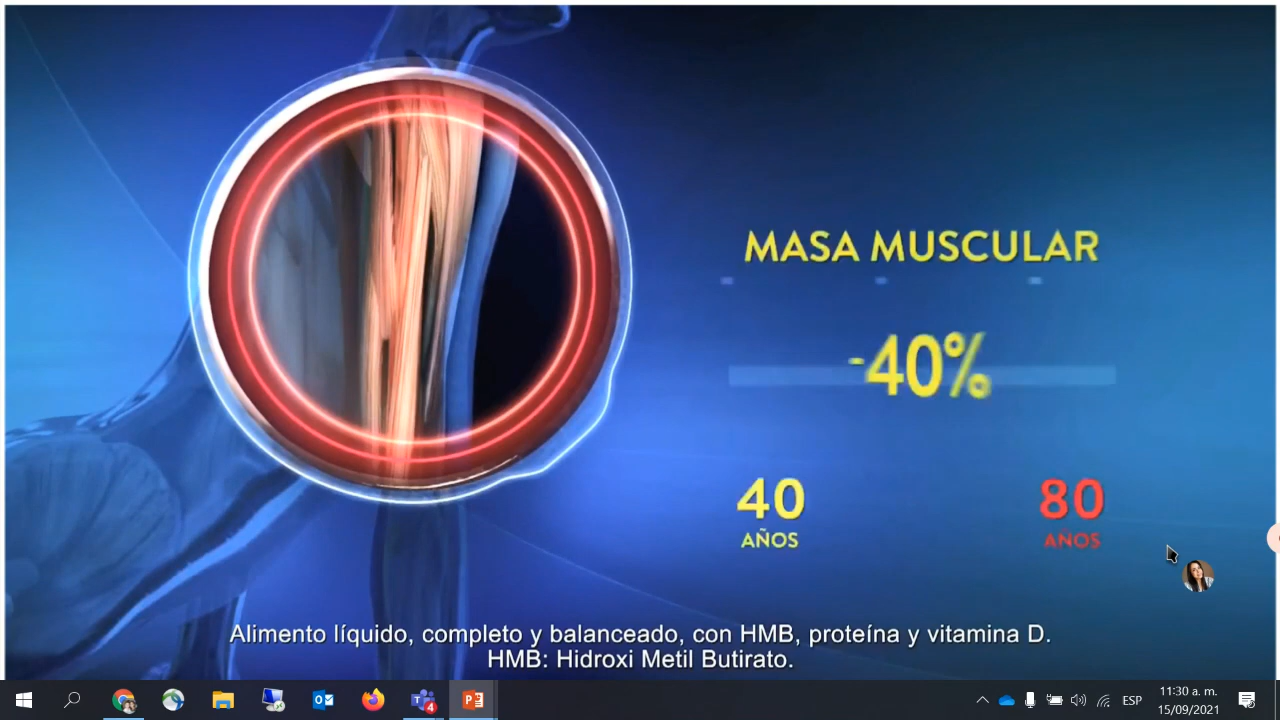 MASA MUSCULAR
-40%
40
AÑOS
80
AÑOS
Alimento líquido, completo y balanceado, con HMB, proteína y vitamina D.
HMB: Hidroxi Metil Butirato.
4
ESP
11:30 a. m.
15/09/2021